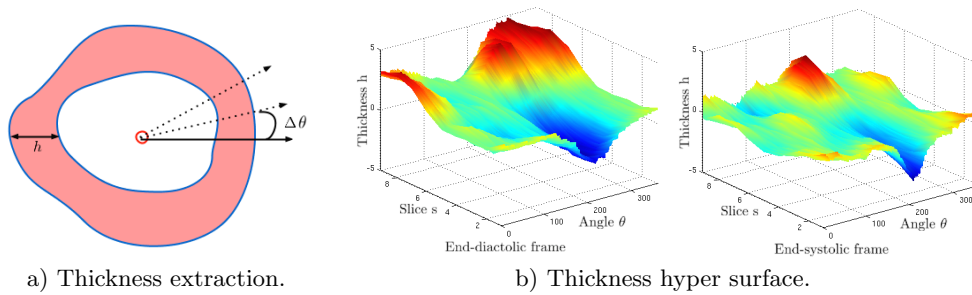 h
Δθ
a) Thickness extraction.
5
0
-5
Thickness h
8
6
4
2
Slice s
0
100
200
300
Angle θ
End-diactolic frame
5
0
-5
Thickness h
8
6
4
2
Slice s
0
100
200
300
Angle θ
End-systolic frame
b) Thickness hyper surface.